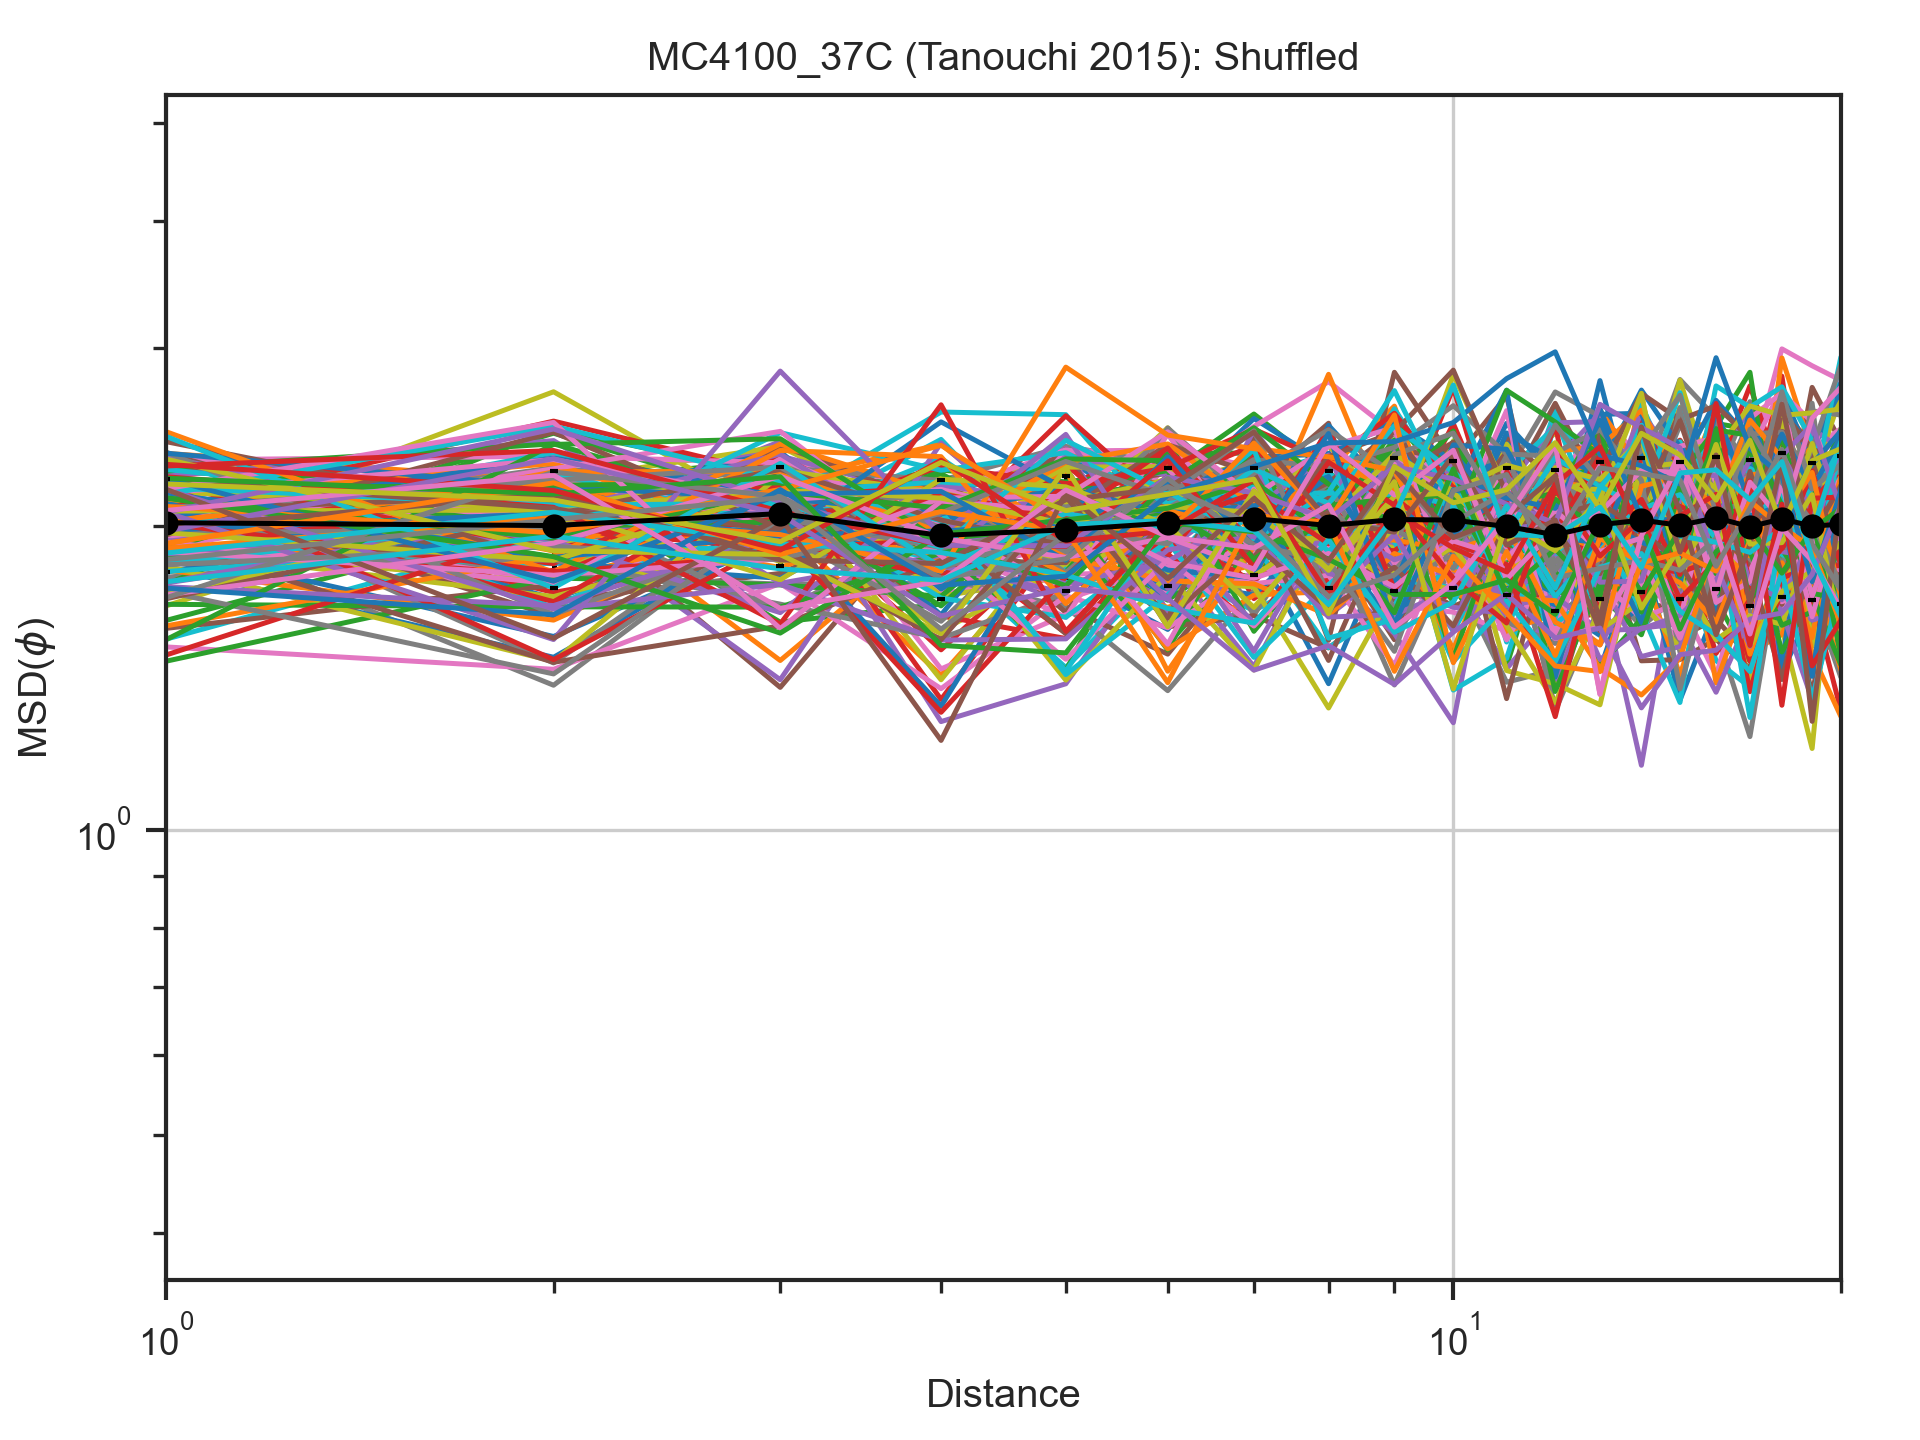 MC4100_37C (Tanouchi 2015): Shuffled
MSD(ϕ)
10⁰
10⁰
10¹
Distance